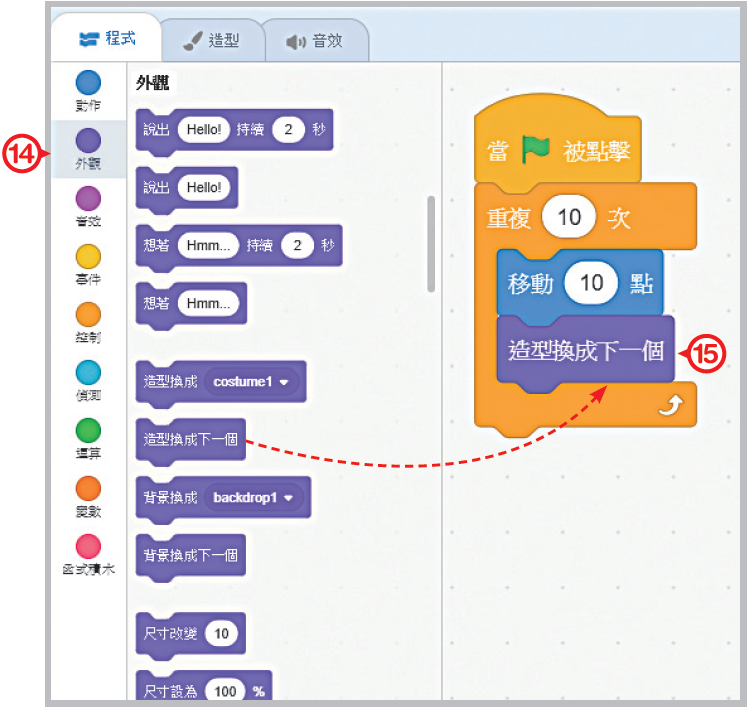 程式
造型
音效
動作
外觀
音效
事件
控制
偵測
運算
變數
函式積木
外觀
說出 Hello! 持續 2 秒
說出 Hello!
想著 Hmm... 持續 2 秒
想著 Hmm...
造型換成 costume1
造型換成下一個
背景換成 backdrop1
背景換成下一個
尺寸改變 10
尺寸設為 100 %
當 被點擊
重複 10 次
移動 10 點
造型換成下一個
14
15